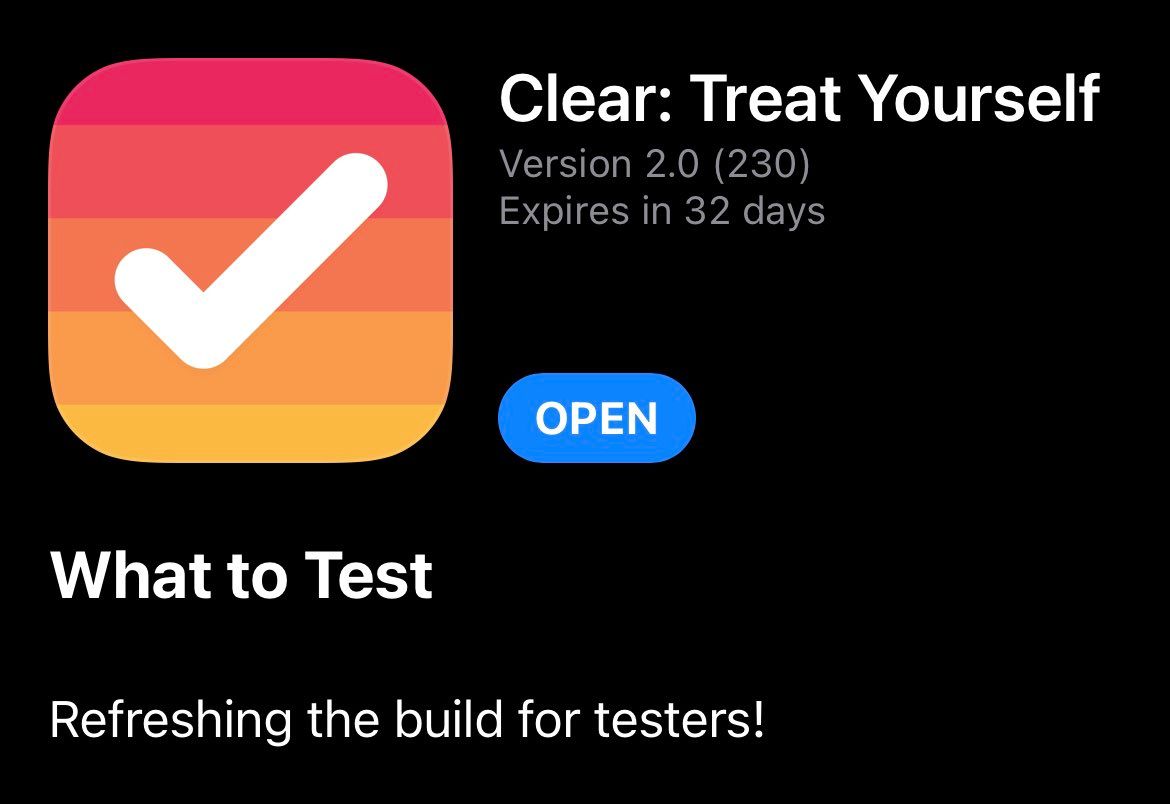 Clear: Treat Yourself
Version 2.0 (230)
Expires in 32 days
OPEN
What to Test
Refreshing the build for testers!